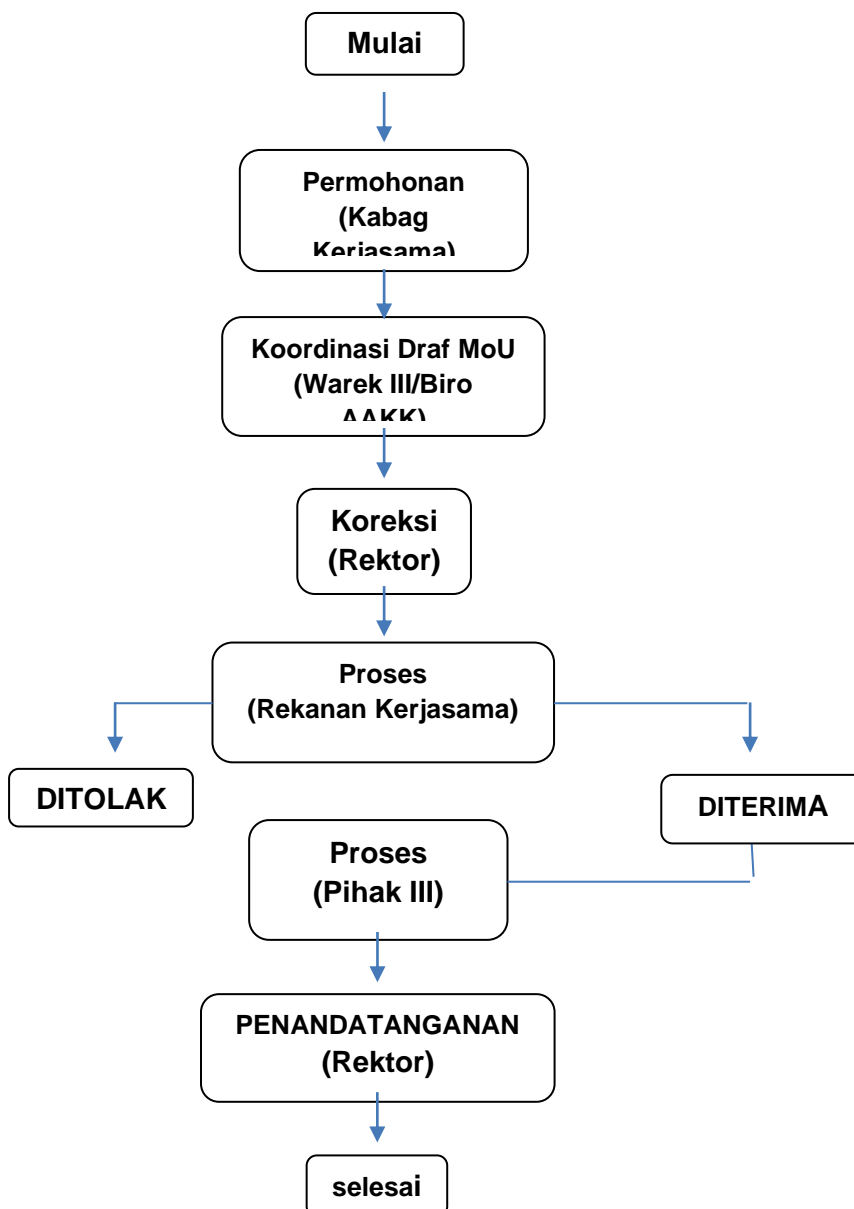 Mulai
Permohonan
(Kabag
Kerjasama)
Koordinasi Draf MoU
(Warek III/Biro
AAKK)
Koreksi
(Rektor)
Proses
(Rekanan Kerjasama)
DITOLAK
DITERIMA
Proses
(Pihak III)
PENANDATANGANAN
(Rektor)
selesai